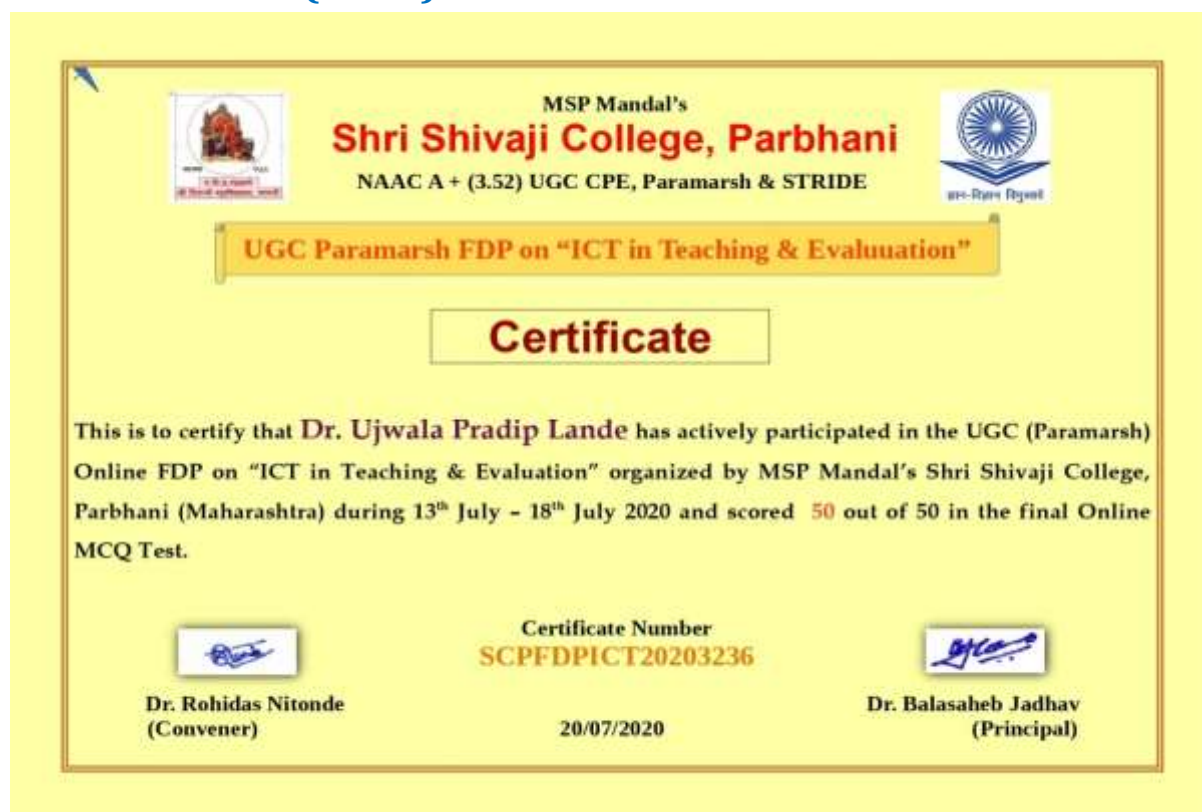 MSP Mandal's
Shri Shivaji College, Parbhani
NAAC A + (3.52) UGC CPE, Paramarsh & STRIDE
ज्ञान-विज्ञान विमुक्तये
UGC Paramarsh FDP on “ICT in Teaching & Evaluuation”
Certificate
This is to certify that Dr. Ujwala Pradip Lande has actively participated in the UGC (Paramarsh)
Online FDP on “ICT in Teaching & Evaluation” organized by MSP Mandal's Shri Shivaji College,
Parbhani (Maharashtra) during 13th July – 18th July 2020 and scored 50 out of 50 in the final Online
MCQ Test.
Certificate Number
SCPFDPICT20203236
Dr. Rohidas Nitonde
(Convener)
20/07/2020
Dr. Balasaheb Jadhav
(Principal)